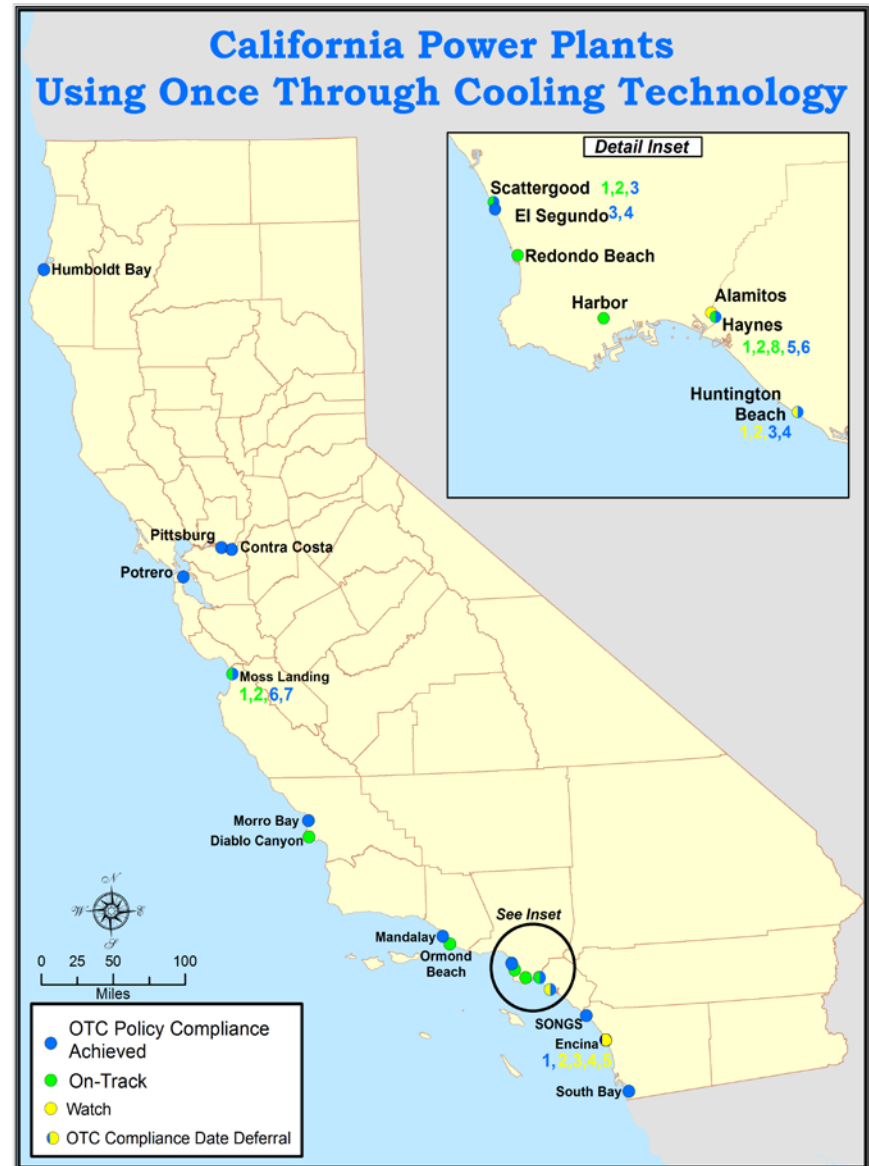 California Power Plants
Using Once Through Cooling Technology
Detail Inset
Scattergood 1,2,3
El Segundo 3,4
Redondo Beach
Harbor
Alamitos
Haynes
1,2,8,5,6
Huntington
Beach
1,2,3,4
Humboldt Bay
Pittsburg
Contra Costa
Potrero
Moss Landing
1,2,6,7
Morro Bay
Diablo Canyon
N
W E
S
See Inset
Mandalay
Ormond
Beach
0 25 50 100
Miles
SONGS
Encina
1,2,3,4,5
South Bay
OTC Policy Compliance
Achieved
On-Track
Watch
OTC Compliance Date Deferral